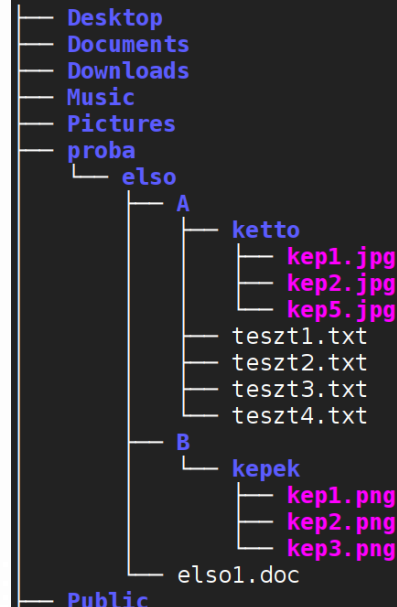 Desktop
Documents
Downloads
Music
Pictures
proba
elso
A
ketto
kep1.jpg
kep2.jpg
kep5.jpg
teszt1.txt
teszt2.txt
teszt3.txt
teszt4.txt
B
kepek
kep1.png
kep2.png
kep3.png
elso1.doc
Public